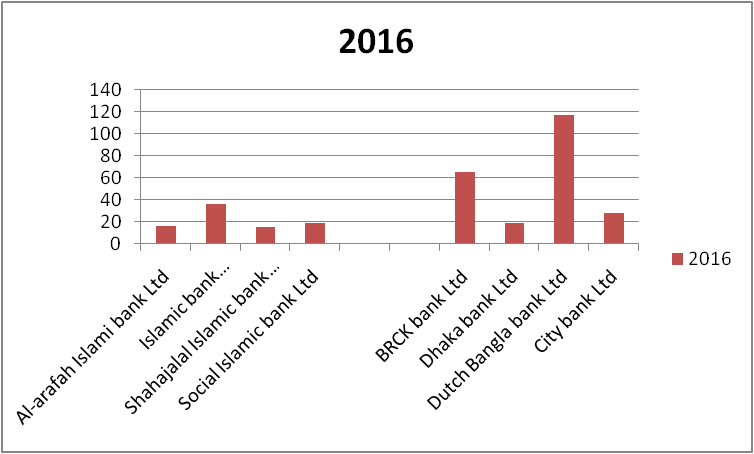 2016
140
120
100
80
60
40
20
0
Al-arafah Islami bank Ltd
Islamic bank...
Shahajalal Islamic bank...
Social Islamic bank Ltd
BRCK bank Ltd
Dhaka bank Ltd
Dutch Bangla bank Ltd
City bank Ltd
2016